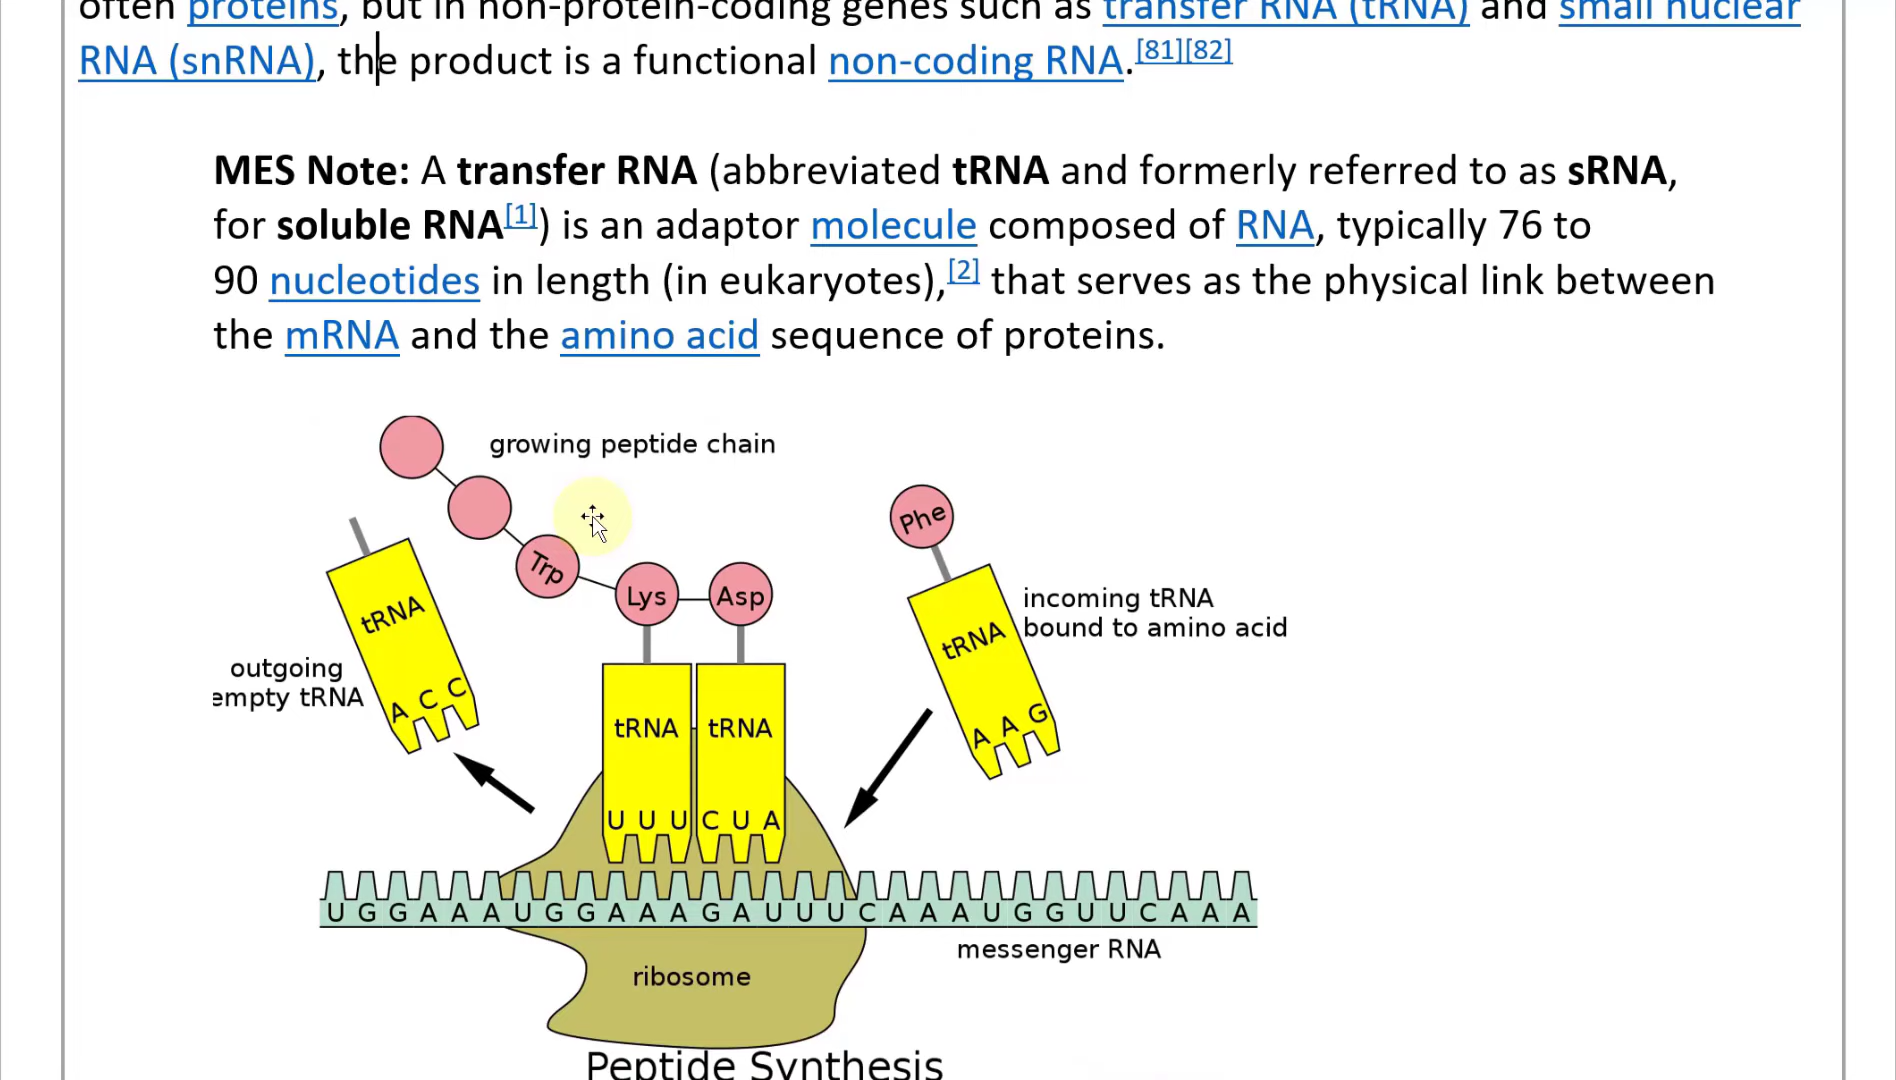 often proteins, but in non-protein-coding genes such as transfer RNA (tRNA) and small nuclear
RNA (snRNA), the product is a functional non-coding RNA.[81][82]
MES Note: A transfer RNA (abbreviated tRNA and formerly referred to as sRNA,
for soluble RNA[1]) is an adaptor molecule composed of RNA, typically 76 to
90 nucleotides in length (in eukaryotes),[2] that serves as the physical link between
the mRNA and the amino acid sequence of proteins.
growing peptide chain
Phe
Trp
Lys
Asp
incoming tRNA
bound to amino acid
tRNA
tRNA
outgoing
empty tRNA
A C C
A A G
tRNA
tRNA
U U U
C U A
U G G A A A U G G A A A G A U U U C A A A U G G U U C A A A
messenger RNA
ribosome
Peptide Synthesis